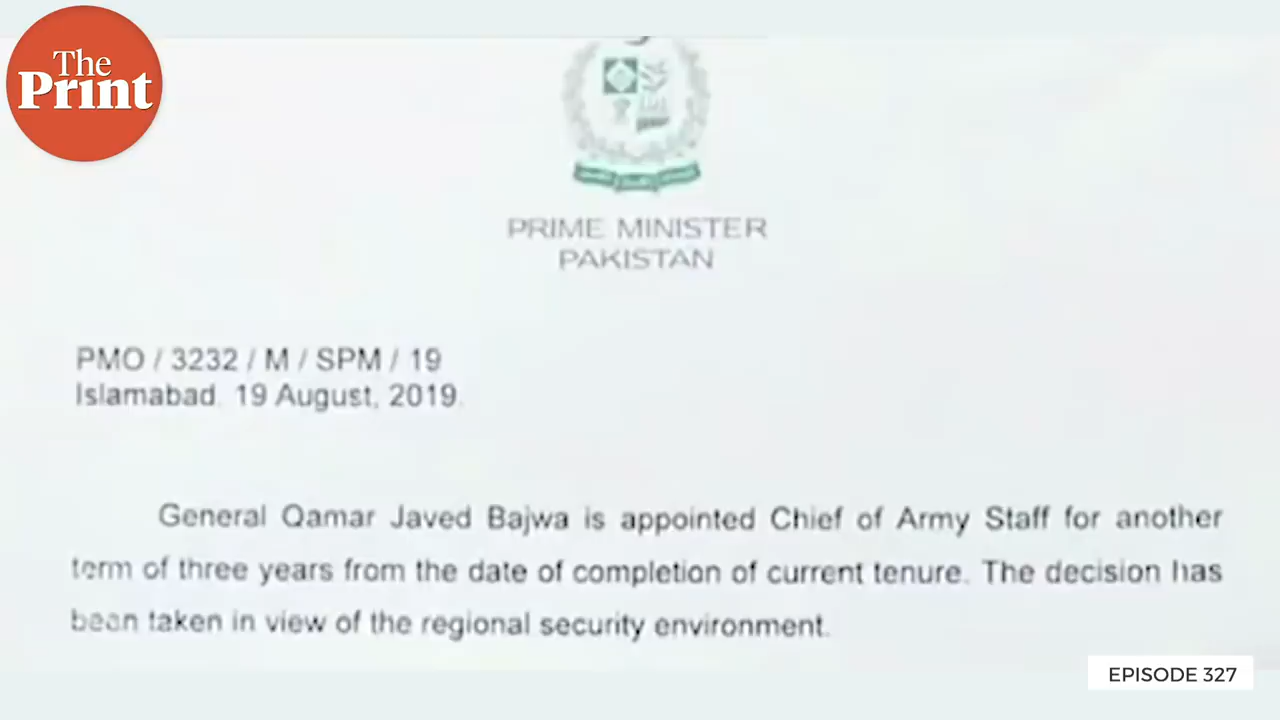 The
Print
PRIME MINISTER
PAKISTAN
PMO / 3232 / M / SPM / 19
Islamabad. 19 August, 2019.
General Qamar Javed Bajwa is appointed Chief of Army Staff for another
term of three years from the date of completion of current tenure. The decision has
been taken in view of the regional security environment.
EPISODE 327